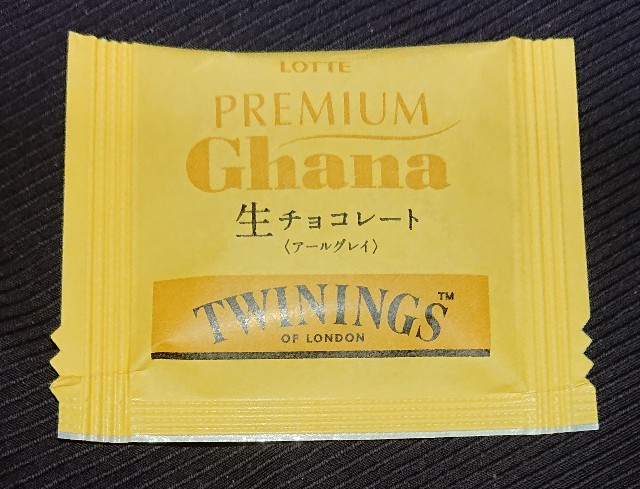 LOTTE
PREMIUM
Ghana
生チョコレート
〈アールグレイ〉
TWININGS™
OF LONDON